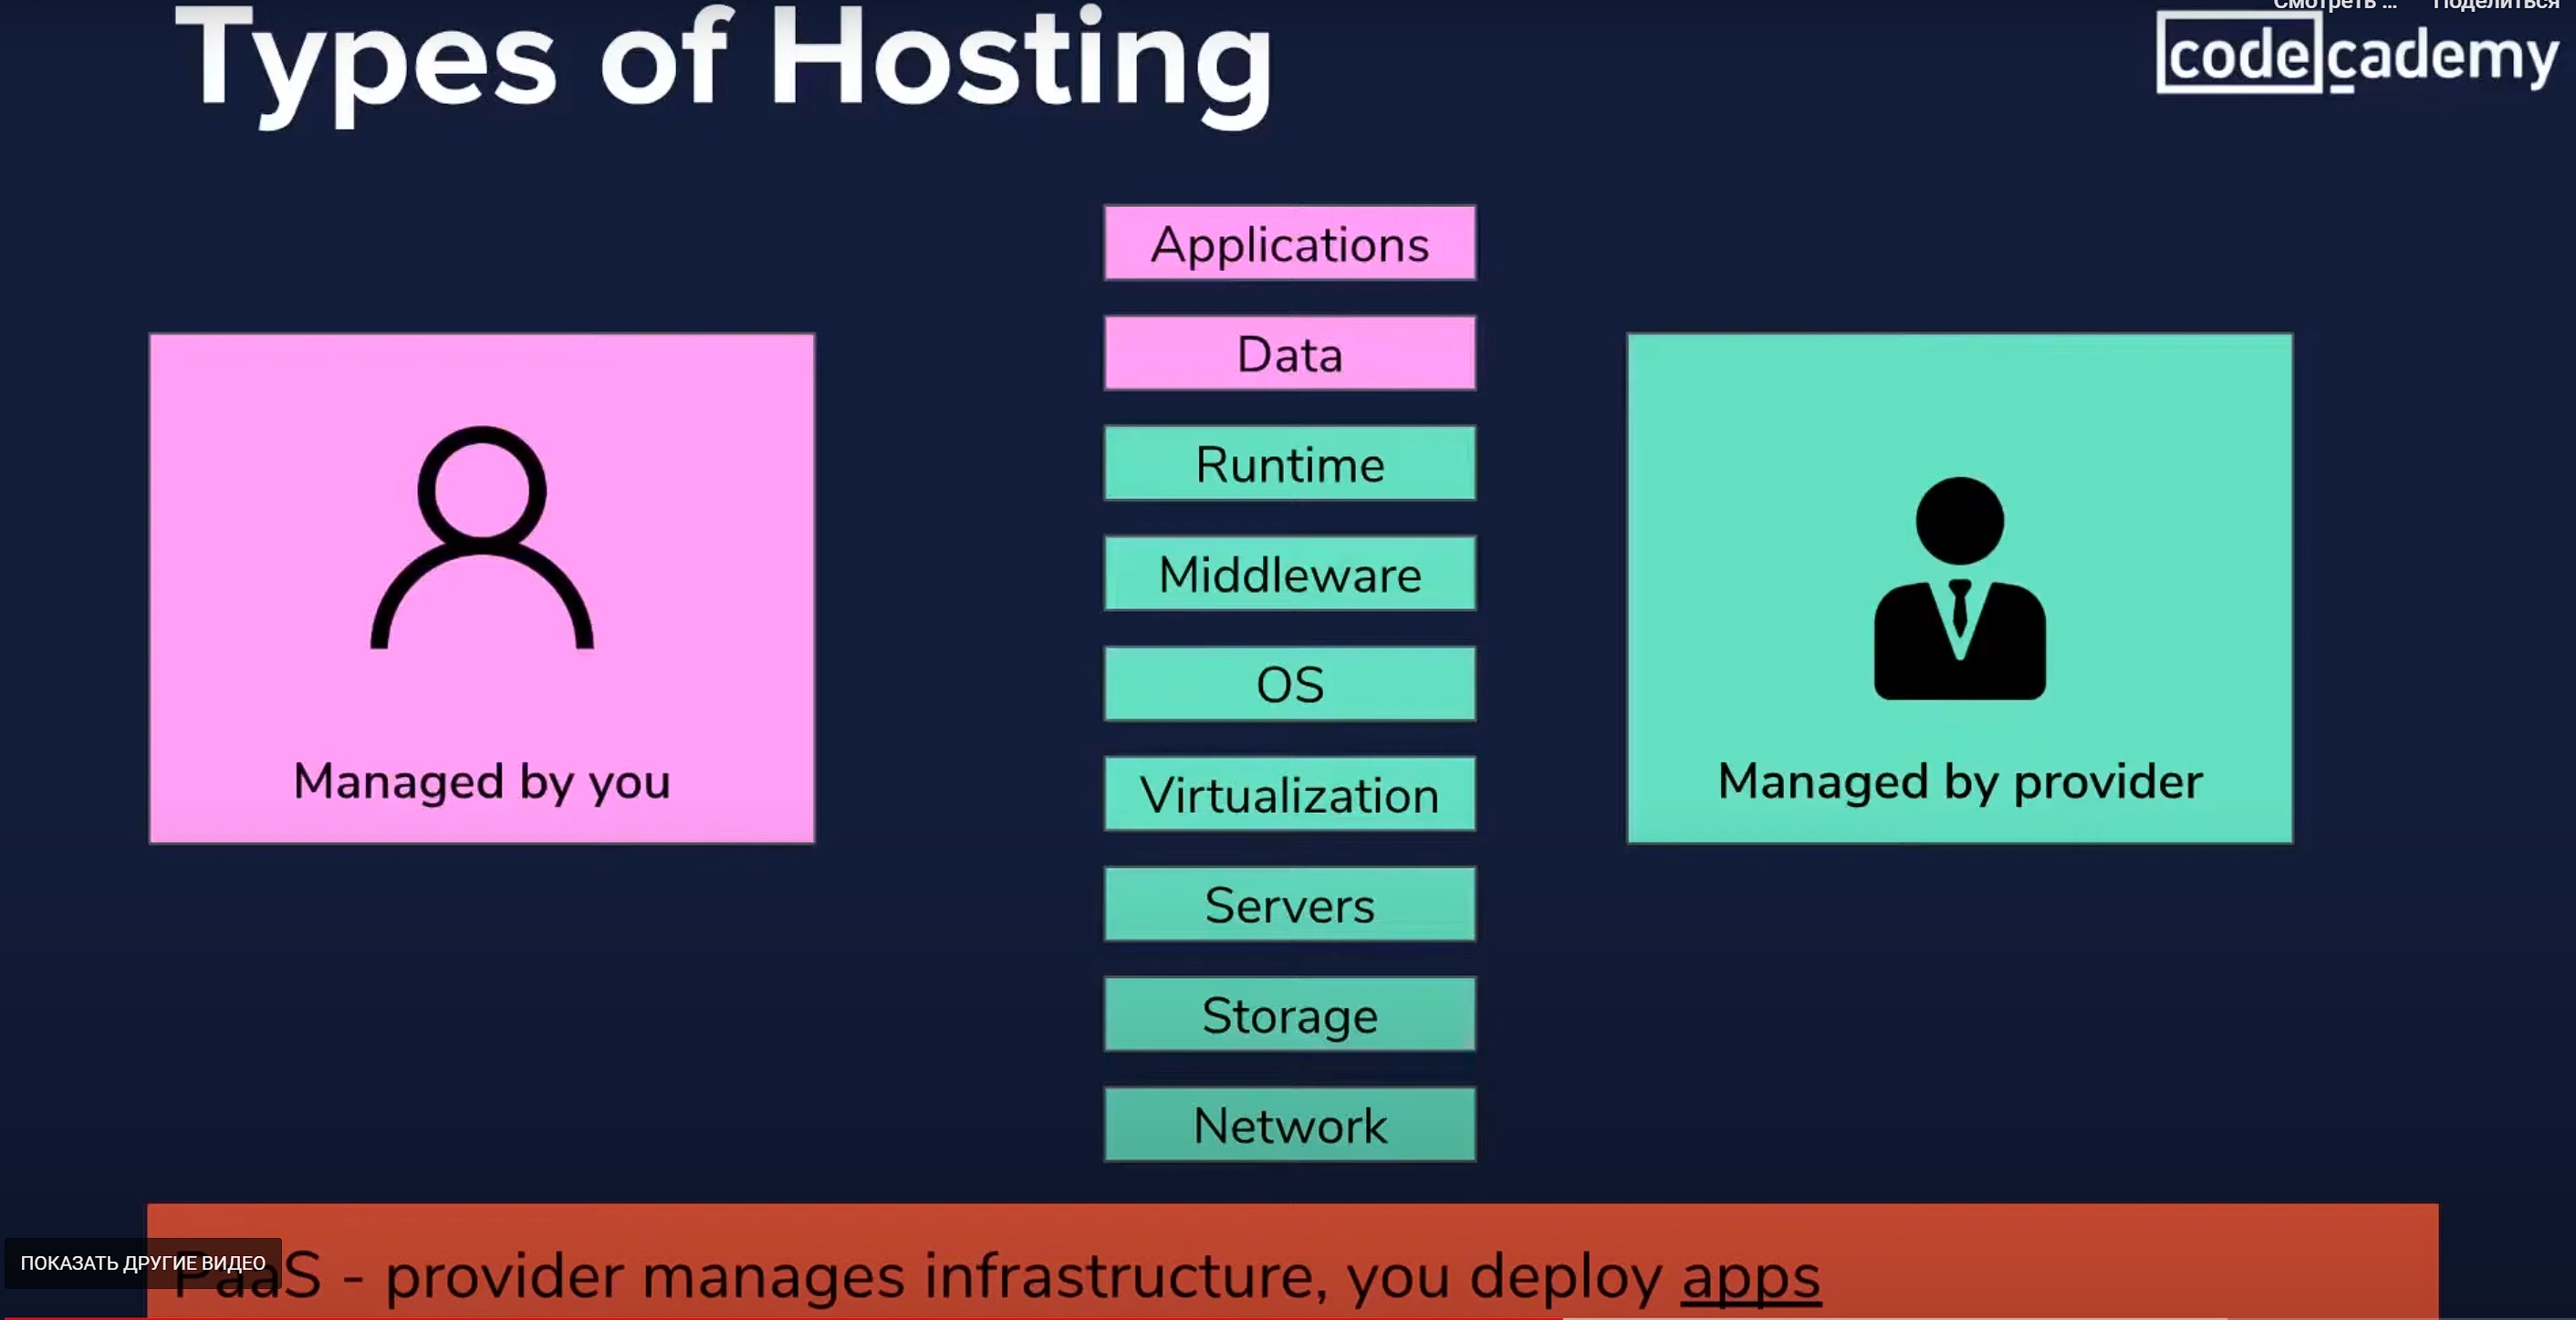 Смотреть ... Поделиться
Types of Hosting
codecademy
Applications
Data
Runtime
Middleware
OS
Virtualization
Servers
Storage
Network
Managed by you
Managed by provider
ПОКАЗАТЬ ДРУГИЕ ВИДЕО
PaaS - provider manages infrastructure, you deploy apps